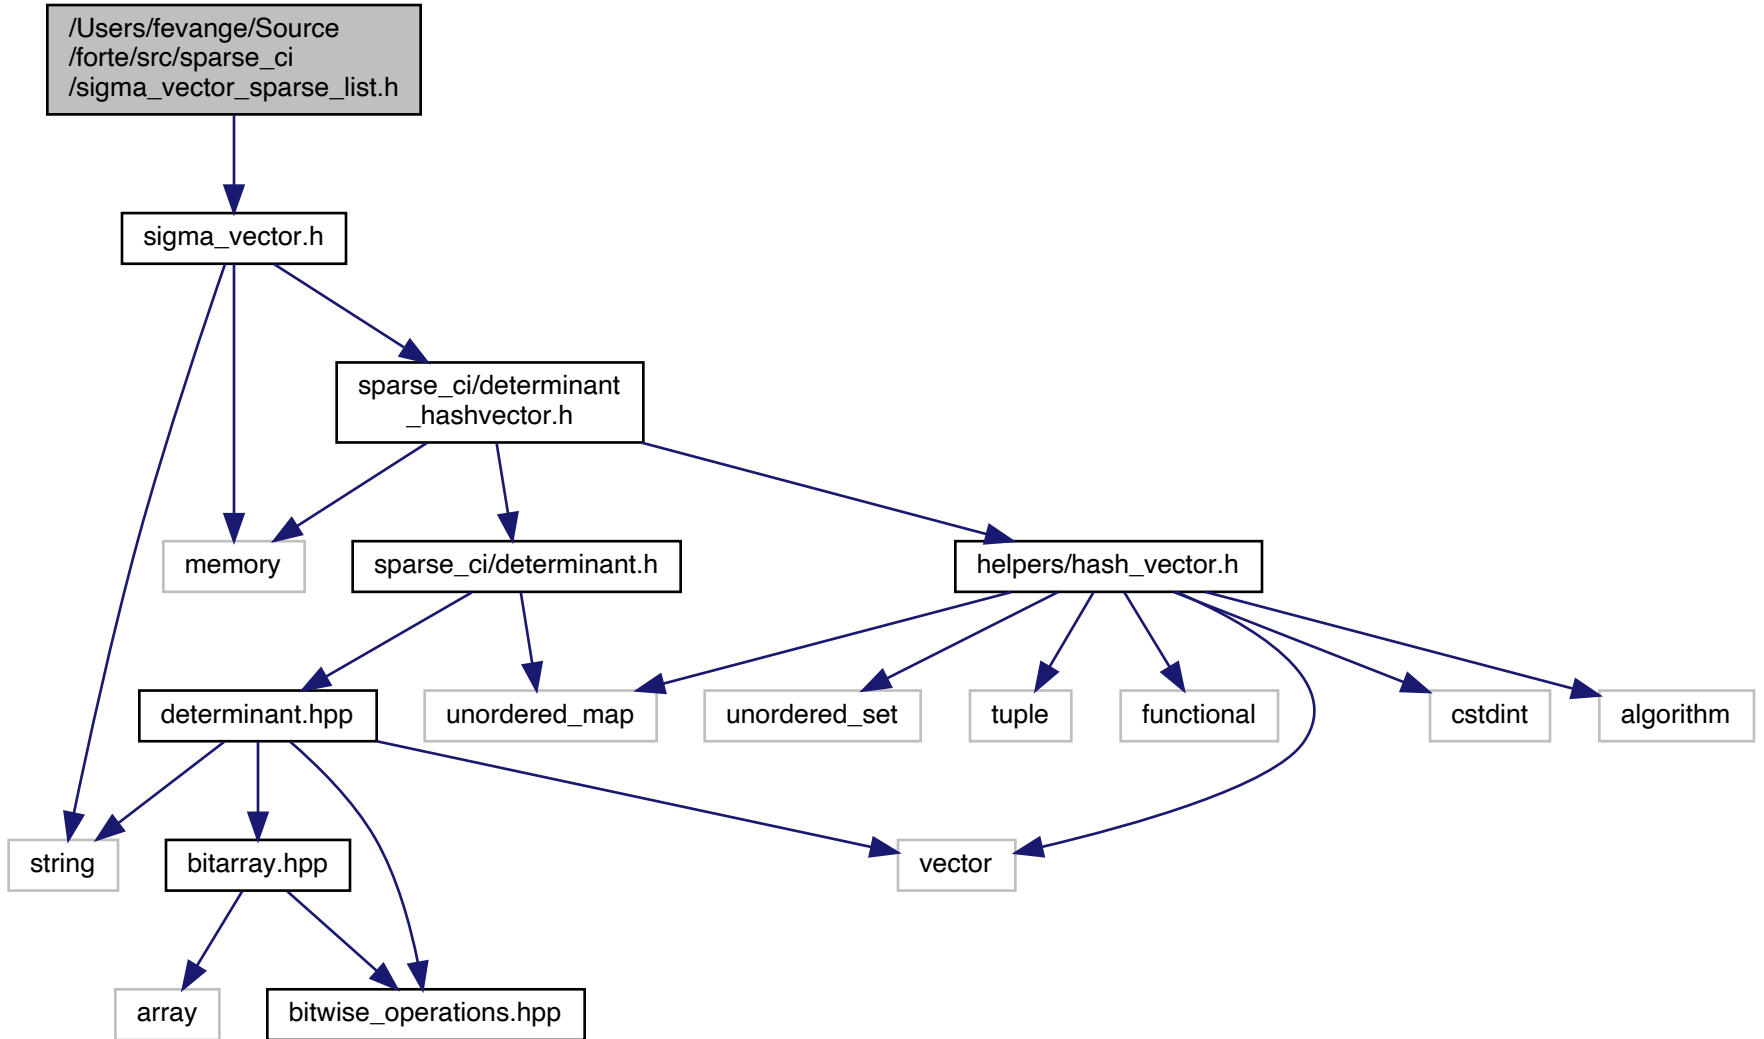 /Users/fevange/Source
/forte/src/sparse_ci
/sigma_vector_sparse_list.h
sigma_vector.h
sparse_ci/determinant
_hashvector.h
memory
sparse_ci/determinant.h
helpers/hash_vector.h
determinant.hpp
unordered_map
unordered_set
tuple
functional
cstdint
algorithm
string
bitarray.hpp
vector
array
bitwise_operations.hpp